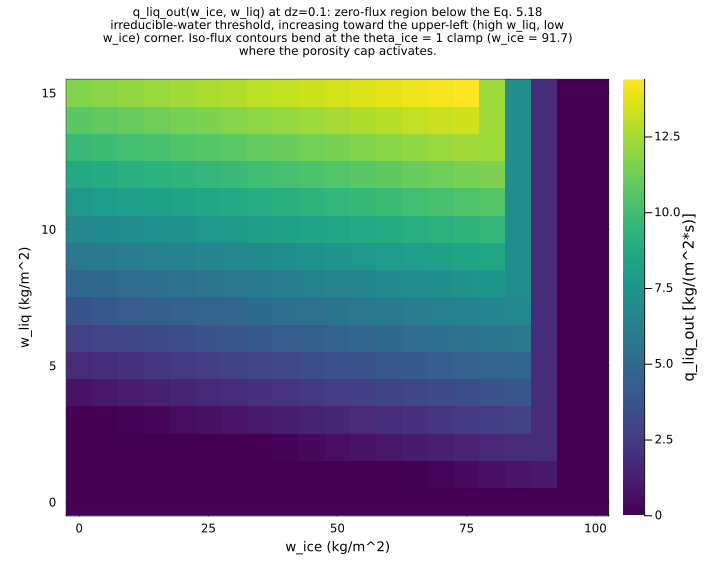 q_liq_out(w_ice, w_liq) at dz=0.1: zero-flux region below the Eq. 5.18
irreducible-water threshold, increasing toward the upper-left (high w_liq, low
w_ice) corner. Iso-flux contours bend at the theta_ice = 1 clamp (w_ice = 91.7)
where the porosity cap activates.
15
10
5
0
w_liq (kg/m^2)
0 25 50 75 100
w_ice (kg/m^2)
12.5
10.0
7.5
5.0
2.5
0
q_liq_out [kg/(m^2*s)]